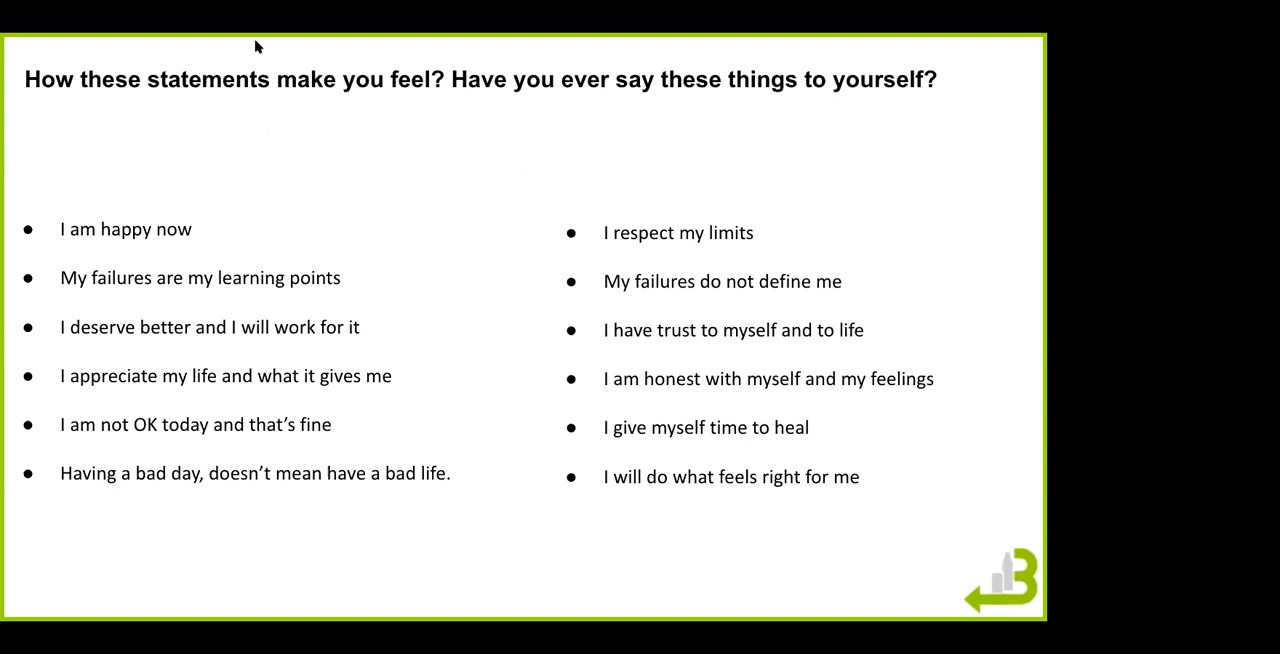 How these statements make you feel? Have you ever say these things to yourself?
● I am happy now
● My failures are my learning points
● I deserve better and I will work for it
● I appreciate my life and what it gives me
● I am not OK today and that’s fine
● Having a bad day, doesn’t mean have a bad life.
● I respect my limits
● My failures do not define me
● I have trust to myself and to life
● I am honest with myself and my feelings
● I give myself time to heal
● I will do what feels right for me